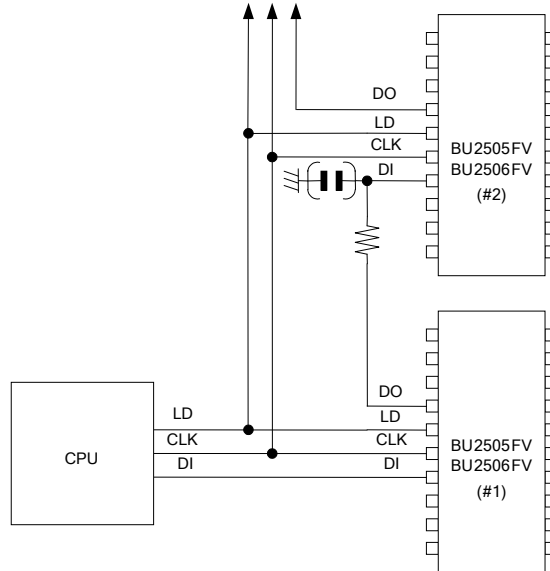 DO
LD
CLK
DI
BU2505FV
BU2506FV
(#2)
DO
LD
CLK
DI
BU2505FV
BU2506FV
(#1)
CPU
LD
CLK
DI